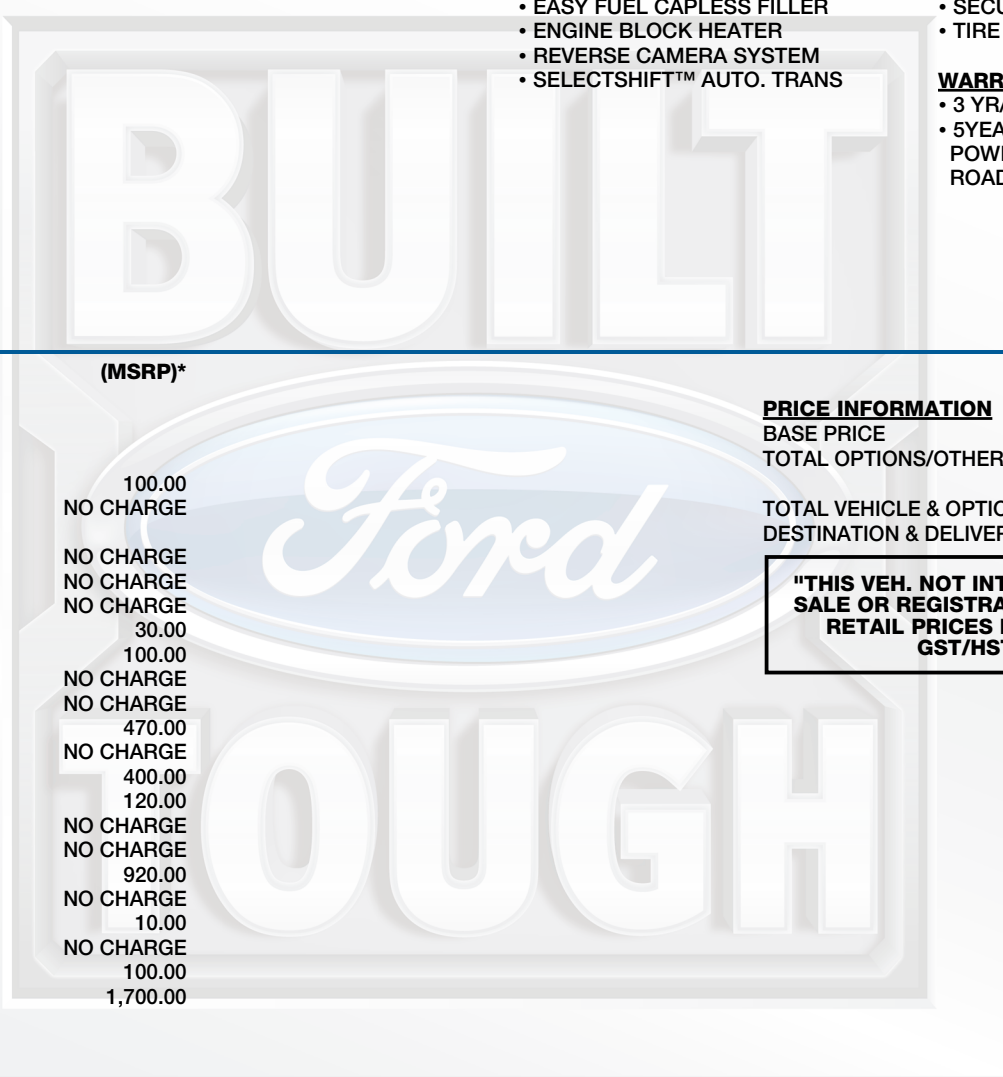 • EASY FUEL CAPLESS FILLER
• ENGINE BLOCK HEATER
• REVERSE CAMERA SYSTEM
• SELECTSHIFT™ AUTO. TRANS
• SECU
• TIRE
WARR
• 3 YR/
• 5YEA
POWE
ROAD
BUILT
Ford
TOUGH
(MSRP)*
100.00
NO CHARGE
NO CHARGE
NO CHARGE
NO CHARGE
30.00
100.00
NO CHARGE
NO CHARGE
470.00
NO CHARGE
400.00
120.00
NO CHARGE
NO CHARGE
920.00
NO CHARGE
10.00
NO CHARGE
100.00
1,700.00
PRICE INFORMATION
BASE PRICE
TOTAL OPTIONS/OTHER
TOTAL VEHICLE & OPTIO
DESTINATION & DELIVER
"THIS VEH. NOT INT
SALE OR REGISTRA
RETAIL PRICES
GST/HST